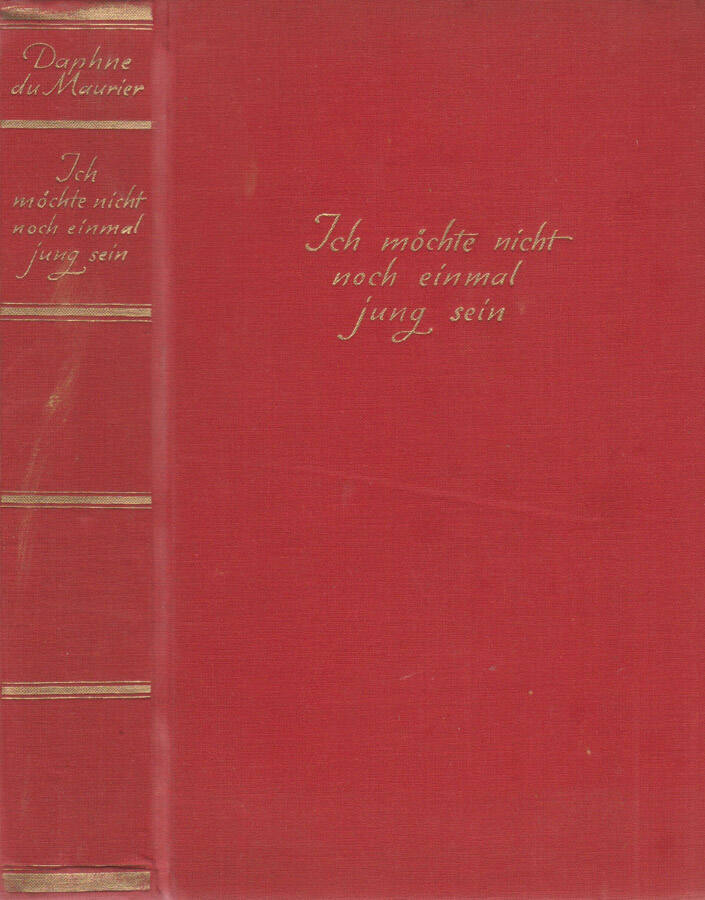 Daphne
du Maurier
Ich
möchte nicht
noch einmal
jung sein
Ich möchte nicht
noch einmal
jung sein